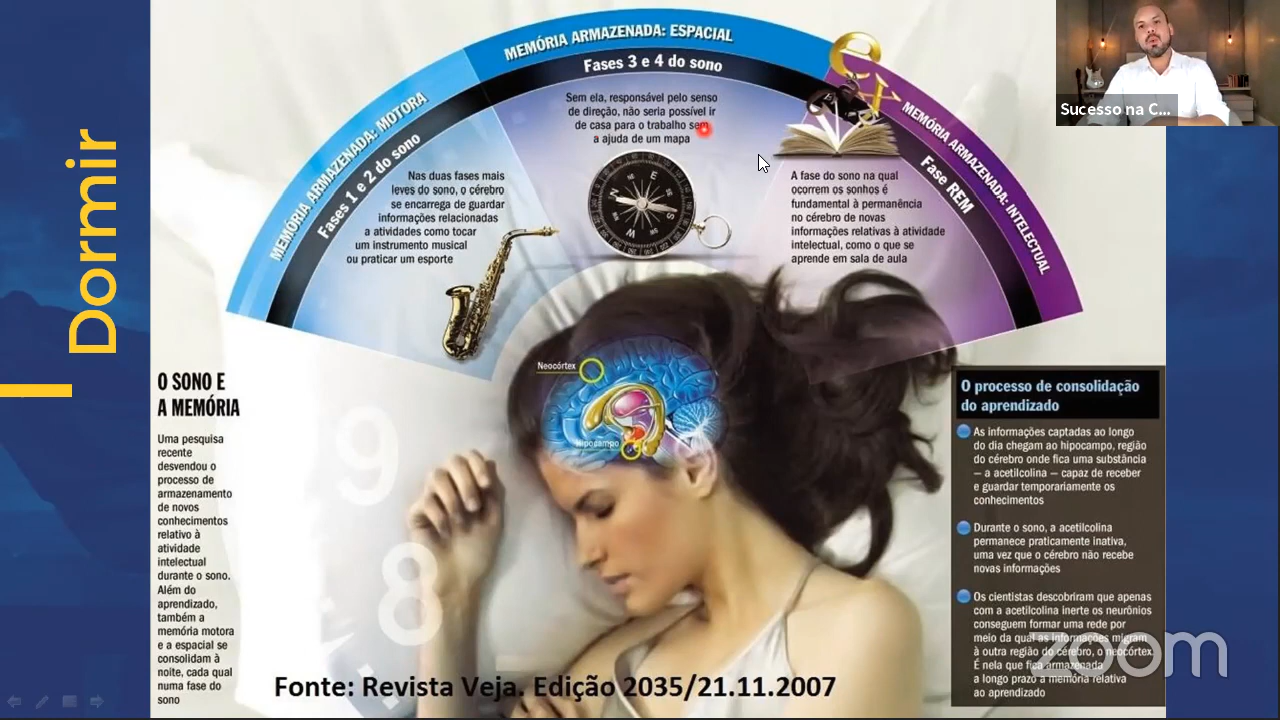 Dormir
MEMÓRIA ARMAZENADA: MOTORA
Fases 1 e 2 do sono
Nas duas fases mais
leves do sono, o cérebro
se encarrega de guardar
informações relacionadas
a atividades como tocar
um instrumento musical
ou praticar um esporte
MEMÓRIA ARMAZENADA: ESPACIAL
Fases 3 e 4 do sono
Sem ela, responsável pelo senso
de direção, não seria possível ir
de casa para o trabalho sem
a ajuda de um mapa
N
E
S
W
MEMÓRIA ARMAZENADA: INTELECTUAL
Fase REM
A fase do sono na qual
ocorrem os sonhos é
fundamental à permanência
no cérebro de novas
informações relativas à atividade
intelectual, como o que se
aprende em sala de aula
Sucesso na C...
Neocórtex
Hipocampo
O SONO E
A MEMÓRIA
Uma pesquisa
recente
desvendou o
processo de
armazenamento
de novos
conhecimentos
relativo à
atividade
intelectual
durante o sono.
Além do
aprendizado,
também a
memória motora
e a espacial se
consolidam à
noite, cada qual
numa fase do
sono
9
8
O processo de consolidação
do aprendizado
As informações captadas ao longo
do dia chegam ao hipocampo, região
do cérebro onde fica uma substância
— a acetilcolina — capaz de receber
e guardar temporariamente os
conhecimentos
Durante o sono, a acetilcolina
permanece praticamente inativa,
uma vez que o cérebro não recebe
novas informações
Os cientistas descobriram que apenas
com a acetilcolina inerte os neurônios
conseguem formar uma rede por
meio da qual as informações migram
à outra região do cérebro, o neocórtex.
É nela que fica armazenada
a longo prazo a memória relativa
ao aprendizado
zoom
Fonte: Revista Veja. Edição 2035/21.11.2007